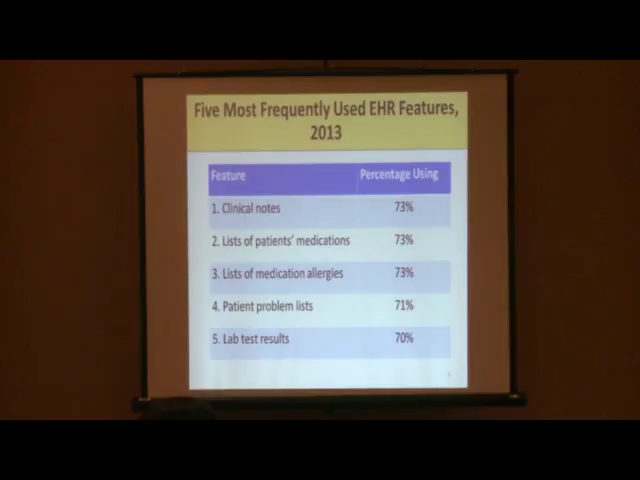 Five Most Frequently Used EHR Features,
2013
Feature Percentage Using
1. Clinical notes 73%
2. Lists of patients' medications 73%
3. Lists of medication allergies 73%
4. Patient problem lists 71%
5. Lab test results 70%